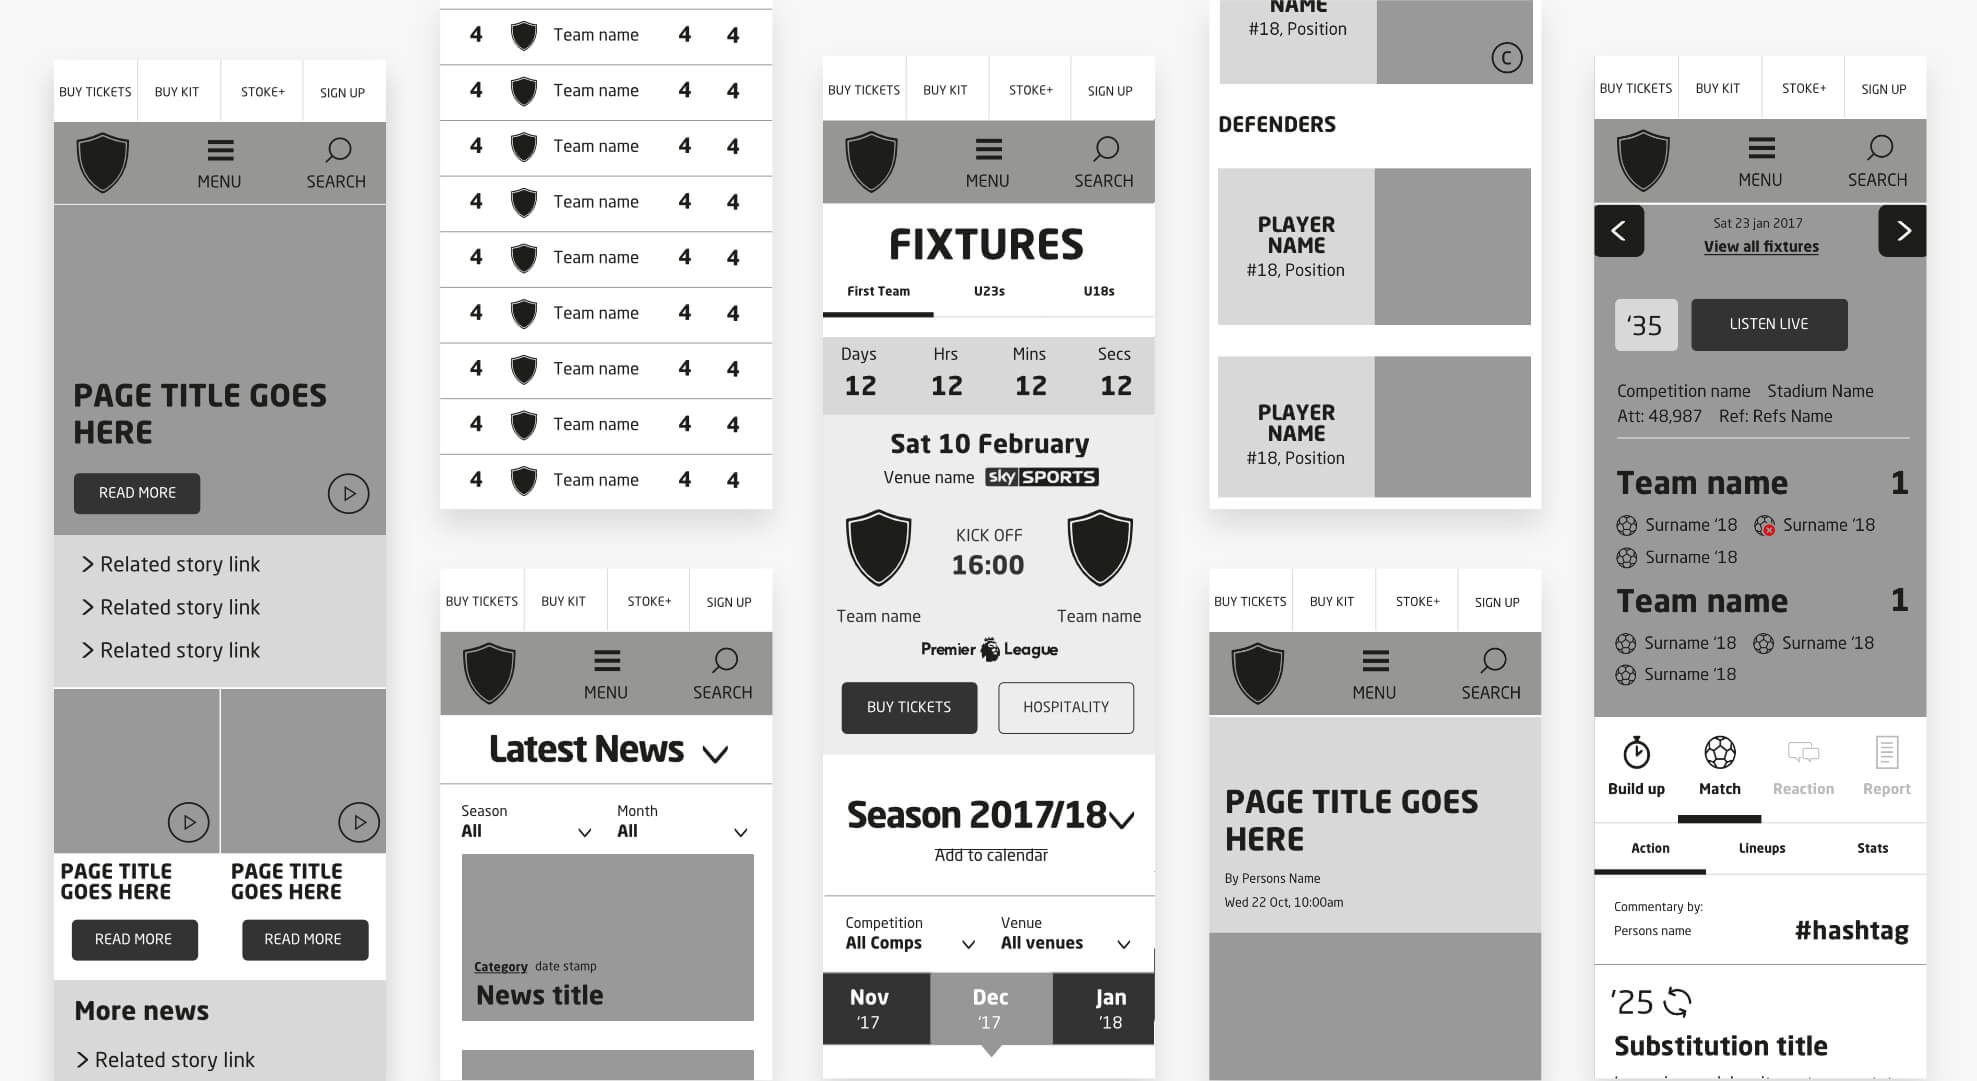 BUY TICKETS BUY KIT STOKE+ SIGN UP
MENU SEARCH
PAGE TITLE GOES
HERE
READ MORE
Related story link
Related story link
Related story link
PAGE TITLE
GOES HERE
READ MORE
PAGE TITLE
GOES HERE
READ MORE
More news
Related story link
4 Team name 4 4
4 Team name 4 4
4 Team name 4 4
4 Team name 4 4
4 Team name 4 4
4 Team name 4 4
4 Team name 4 4
4 Team name 4 4
4 Team name 4 4
BUY TICKETS BUY KIT STOKE+ SIGN UP
MENU SEARCH
Latest News
Season Month
All All
Category date stamp
News title
BUY TICKETS BUY KIT STOKE+ SIGN UP
MENU SEARCH
FIXTURES
First Team U23s U18s
Days Hrs Mins Secs
12 12 12 12
Sat 10 February
Venue name sky SPORTS
KICK OFF
16:00
Team name Team name
Premier League
BUY TICKETS HOSPITALITY
Season 2017/18
Add to calendar
Competition Venue
All Comps All venues
Nov Dec Jan
'17 '17 '18
NAME
#18, Position
C
DEFENDERS
PLAYER
NAME
#18, Position
PLAYER
NAME
#18, Position
BUY TICKETS BUY KIT STOKE+ SIGN UP
MENU SEARCH
PAGE TITLE GOES
HERE
By Persons Name
Wed 22 Oct, 10:00am
BUY TICKETS BUY KIT STOKE+ SIGN UP
MENU SEARCH
Sat 23 jan 2017
View all fixtures
‘35 LISTEN LIVE
Competition name Stadium Name
Att: 48,987 Ref: Refs Name
Team name 1
Surname ‘18 Surname ‘18
Surname ‘18
Team name 1
Surname ‘18 Surname ‘18
Surname ‘18
Build up Match Reaction Report
Action Lineups Stats
Commentary by:
Persons name #hashtag
’25
Substitution title